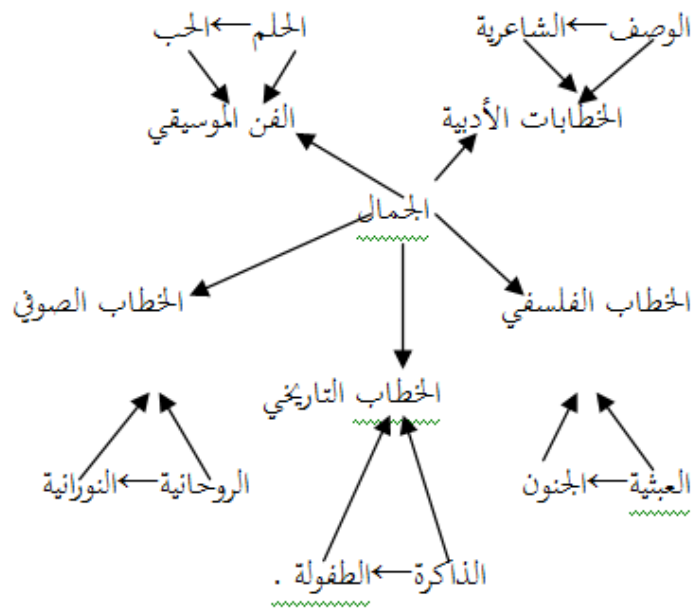 الوصف←الشاعرية
الحلم←الحب
الخطابات الأدبية
الفن الموسيقي
الجمال
الخطاب الفلسفي
الخطاب الصوفي
الخطاب التاريخي
العبثية←الجنون
الروحانية←النورانية
الذاكرة←الطفولة .